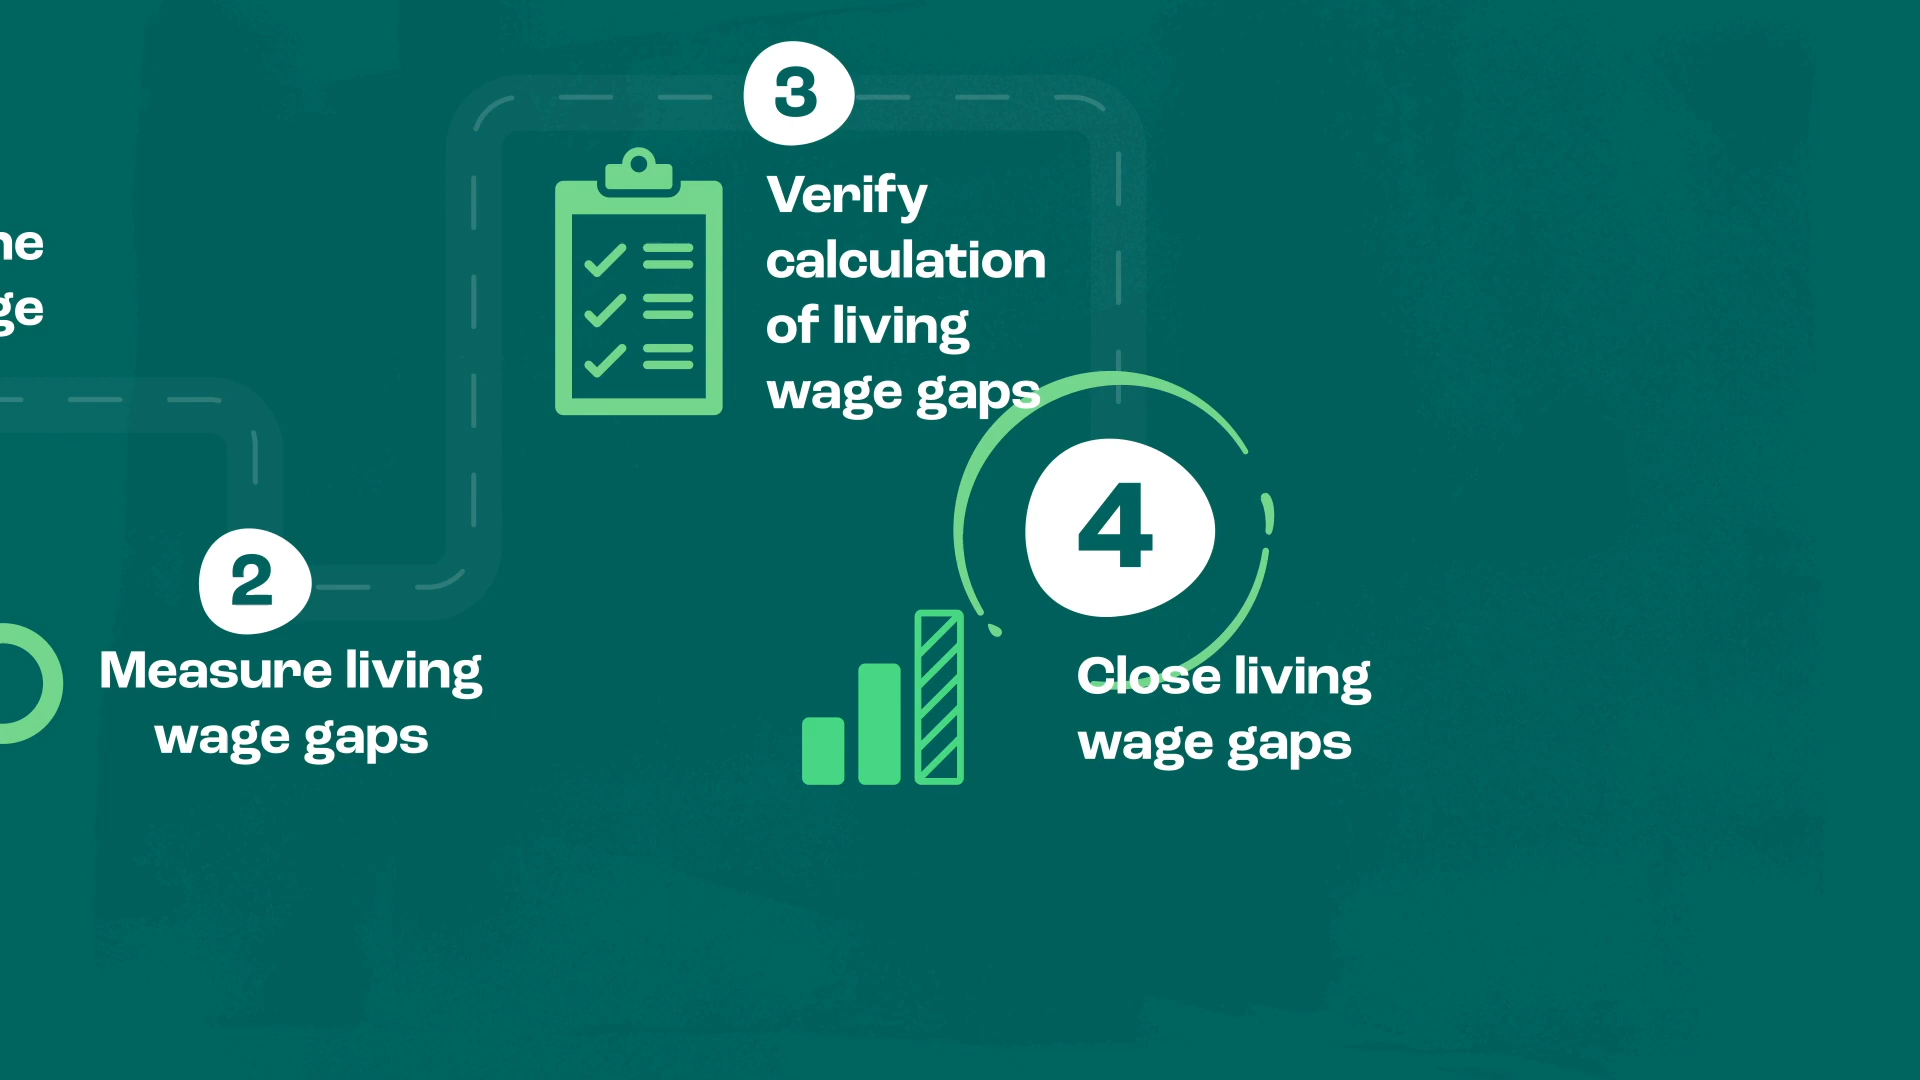 2
Measure living
wage gaps
3
Verify
calculation
of living
wage gaps
4
Close living
wage gaps